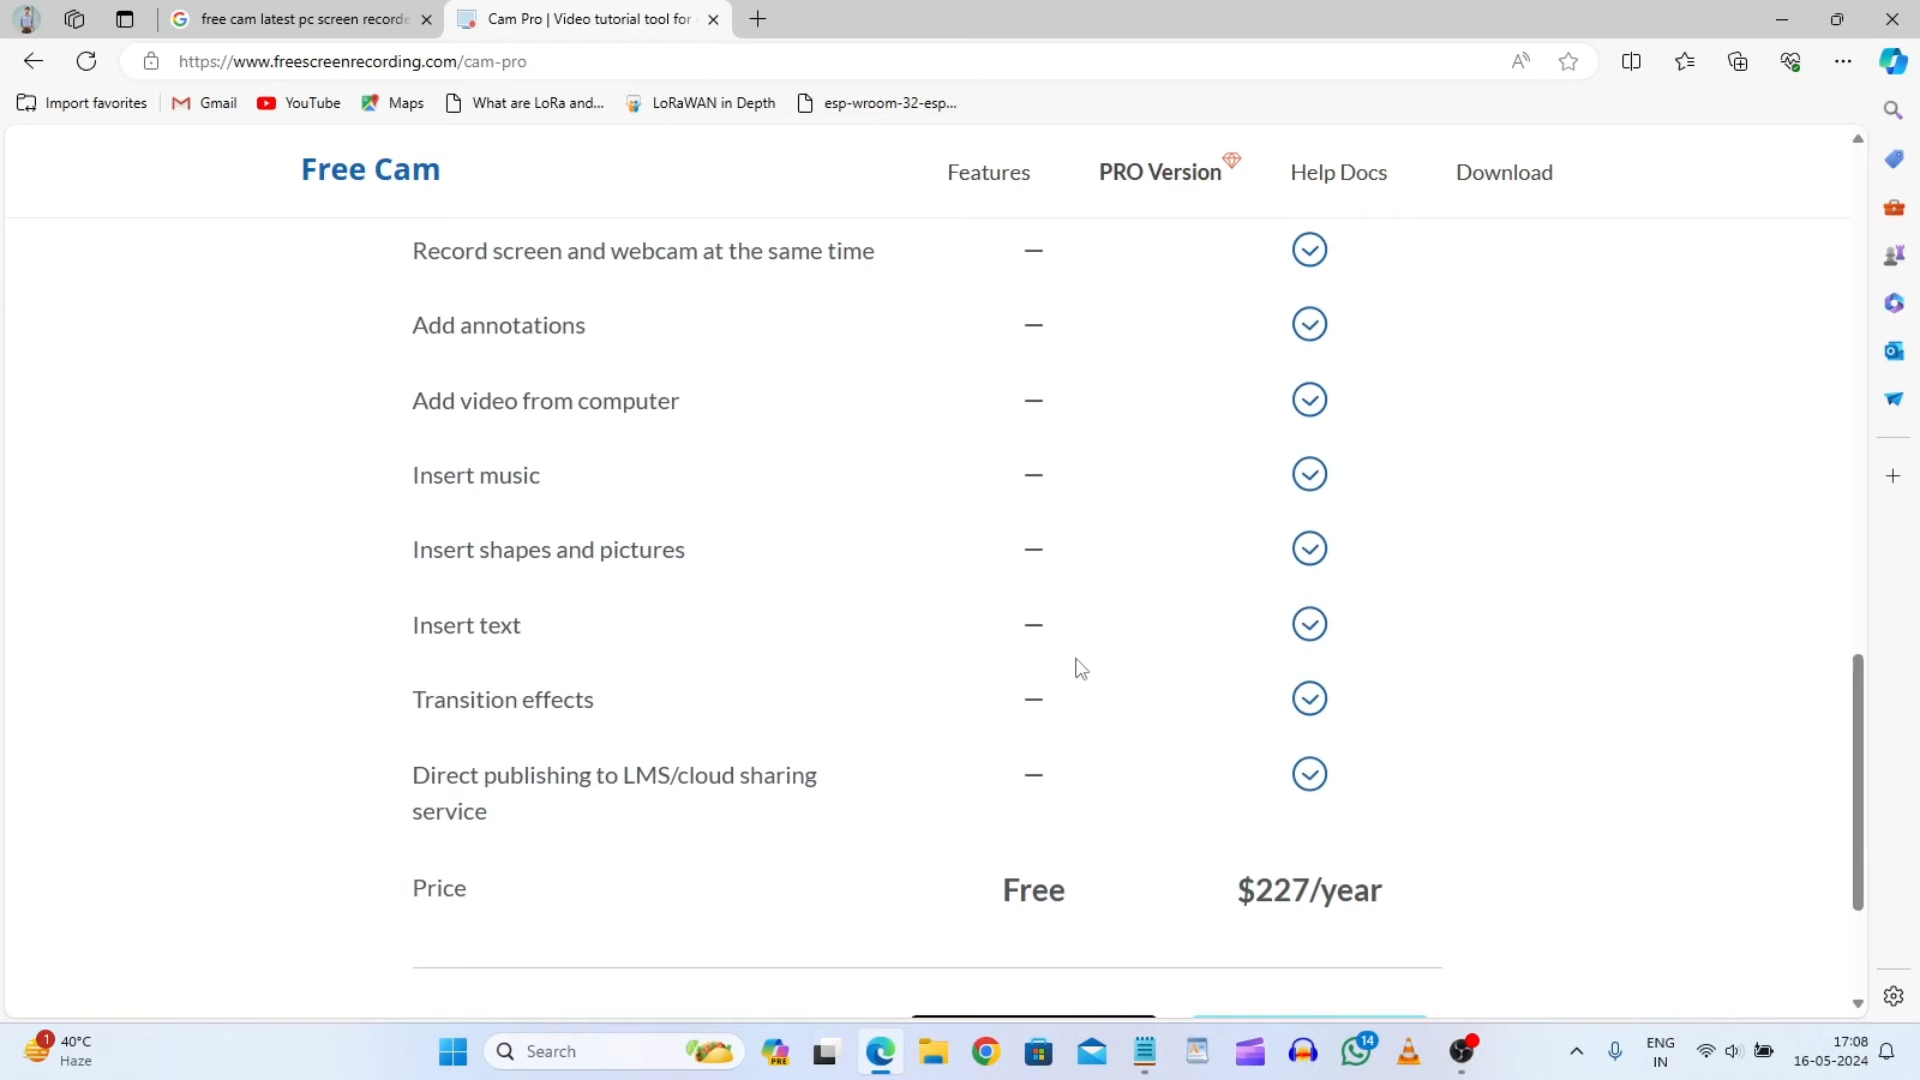 free cam latest pc screen recorde
Cam Pro | Video tutorial tool for
https://www.freescreenrecording.com/cam-pro
Import favorites
Gmail
YouTube
Maps
What are LoRa and...
LoRaWAN in Depth
esp-wroom-32-esp...
Free Cam
Features
PRO Version
Help Docs
Download
Record screen and webcam at the same time
Add annotations
Add video from computer
Insert music
Insert shapes and pictures
Insert text
Transition effects
Direct publishing to LMS/cloud sharing
service
Price
Free
$227/year
1
40°C
Haze
Search
PRE
14
ENG
IN
17:08
16-05-2024